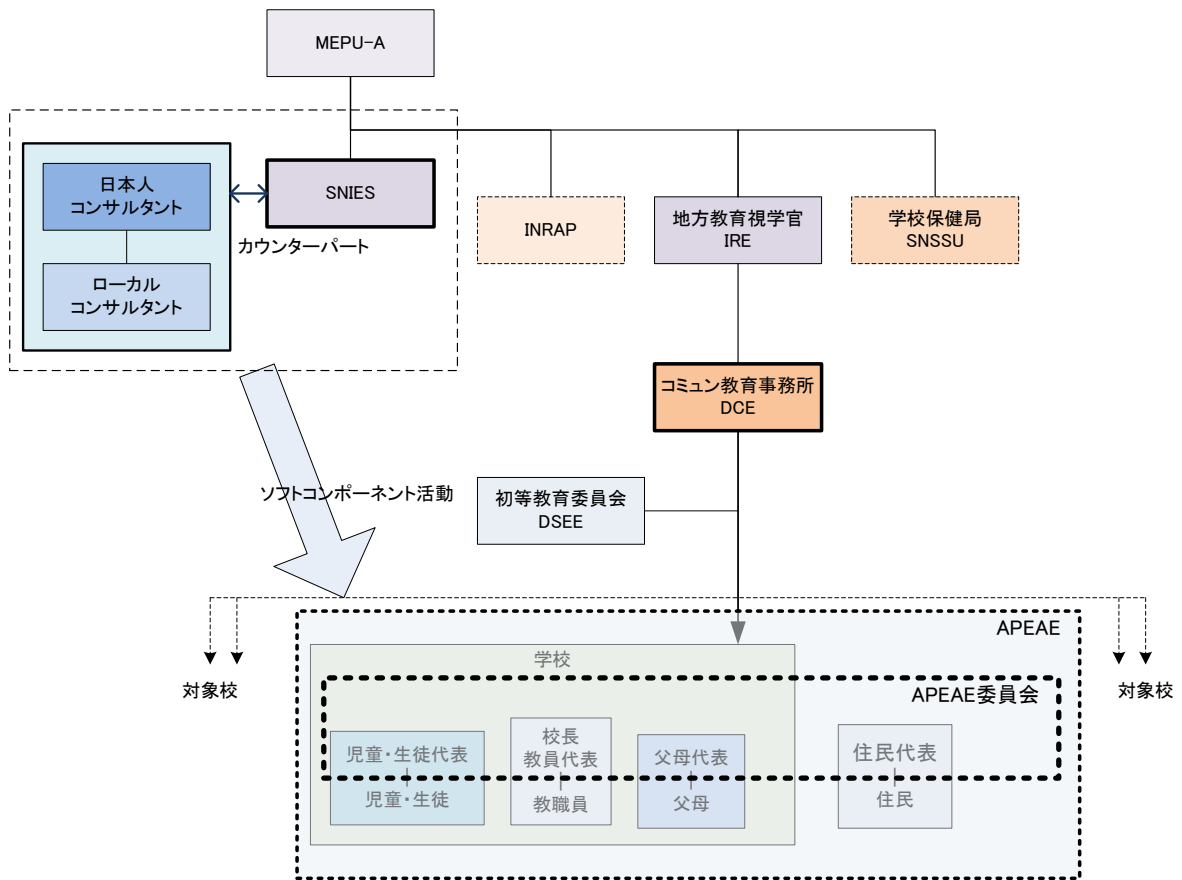 MEPU-A
日本人
コンサルタント
SNIES
カウンターパート
ローカル
コンサルタント
INRAP
地方教育視学官
IRE
学校保健局
SNSSU
コミュン教育事務所
DCE
ソフトコンポーネント活動
初等教育委員会
DSEE
APEAE
学校
対象校
対象校
APEAE委員会
児童・生徒代表
児童・生徒
校長
教員代表
教職員
父母代表
父母
住民代表
住民